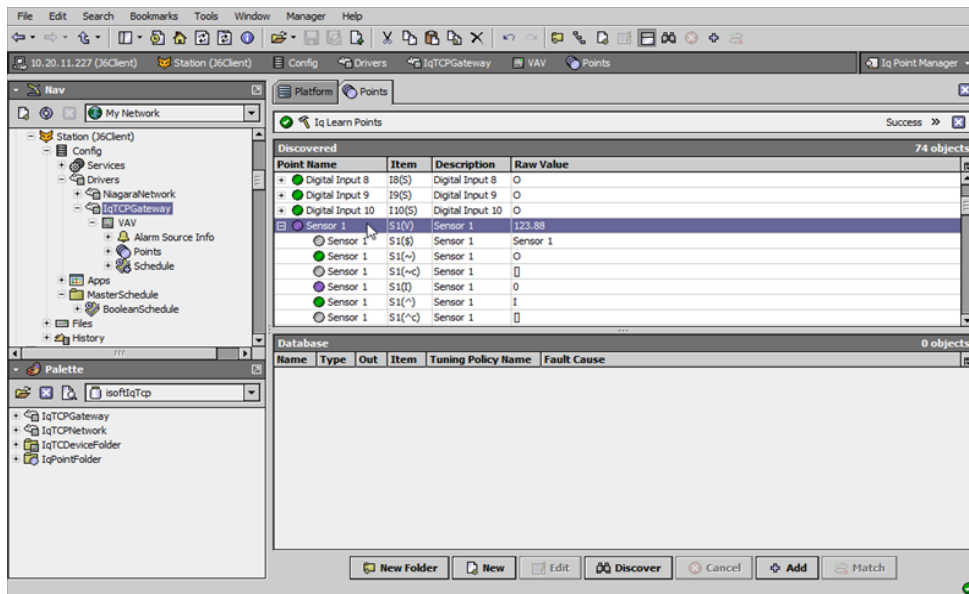 File Edit Search Bookmarks Tools Window Manager Help
10.20.11.227 (J6Client) Station (J6Client) Config Drivers IqTCPGateway VAV Points Iq Point Manager
Nav
My Network
Station (J6Client)
Config
Services
Drivers
NiagaraNetwork
IqTCPGateway
VAV
Alarm Source Info
Points
Schedule
Apps
MasterSchedule
BooleanSchedule
Files
History
Palette
isoftIqTcp
IqTCPGateway
IqTCPNetwork
IqTCDeviceFolder
IqPointFolder
Platform Points
Iq Learn Points Success »
Discovered 74 objects
Point Name Item Description Raw Value
Digital Input 8 I8(S) Digital Input 8 O
Digital Input 9 I9(S) Digital Input 9 O
Digital Input 10 I10(S) Digital Input 10 O
Sensor 1 S1(V) Sensor 1 123.88
Sensor 1 S1($) Sensor 1 Sensor 1
Sensor 1 S1(~) Sensor 1 O
Sensor 1 S1(~c) Sensor 1 []
Sensor 1 S1(I) Sensor 1 0
Sensor 1 S1(^) Sensor 1 I
Sensor 1 S1(^c) Sensor 1 []
Database 0 objects
Name Type Out Item Tuning Policy Name Fault Cause
New Folder New Edit Discover Cancel Add Match